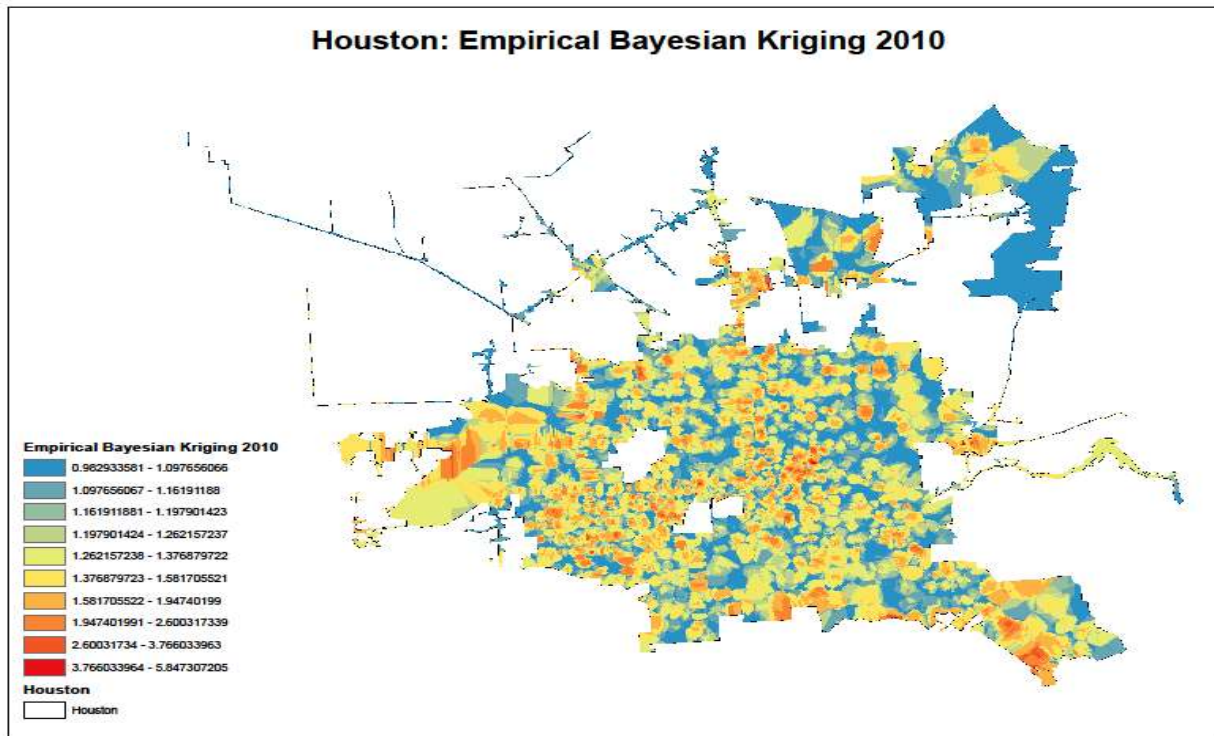 Houston: Empirical Bayesian Kriging 2010
Empirical Bayesian Kriging 2010
0.982933581 - 1.097656066
1.097656067 - 1.16191188
1.161911881 - 1.197901423
1.197901424 - 1.262157237
1.262157238 - 1.376879722
1.376879723 - 1.581705521
1.581705522 - 1.94740199
1.947401991 - 2.600317339
2.60031734 - 3.766033963
3.766033964 - 5.847307205
Houston
Houston